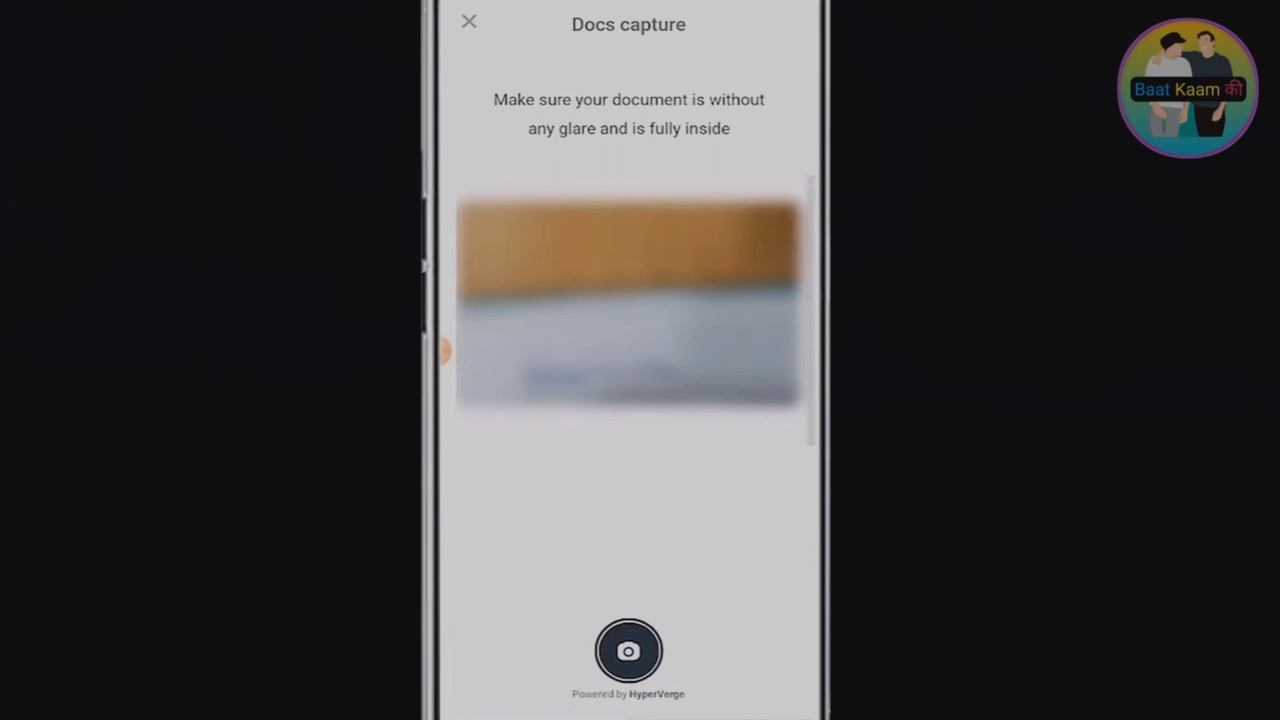 Docs capture
Make sure your document is without
any glare and is fully inside
Powered by HyperVerge
Baat Kaam की